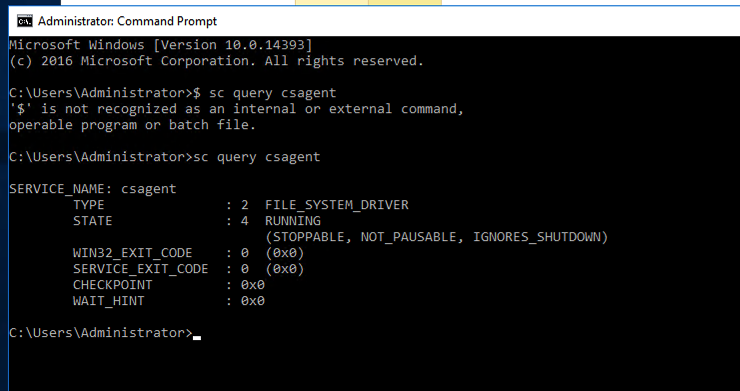 Administrator: Command Prompt
Microsoft Windows [Version 10.0.14393]
(c) 2016 Microsoft Corporation. All rights reserved.
C:\Users\Administrator>$ sc query csagent
'$' is not recognized as an internal or external command,
operable program or batch file.
C:\Users\Administrator>sc query csagent
SERVICE_NAME: csagent
        TYPE               : 2  FILE_SYSTEM_DRIVER
        STATE              : 4  RUNNING
                                (STOPPABLE, NOT_PAUSABLE, IGNORES_SHUTDOWN)
        WIN32_EXIT_CODE    : 0  (0x0)
        SERVICE_EXIT_CODE  : 0  (0x0)
        CHECKPOINT         : 0x0
        WAIT_HINT          : 0x0
C:\Users\Administrator>